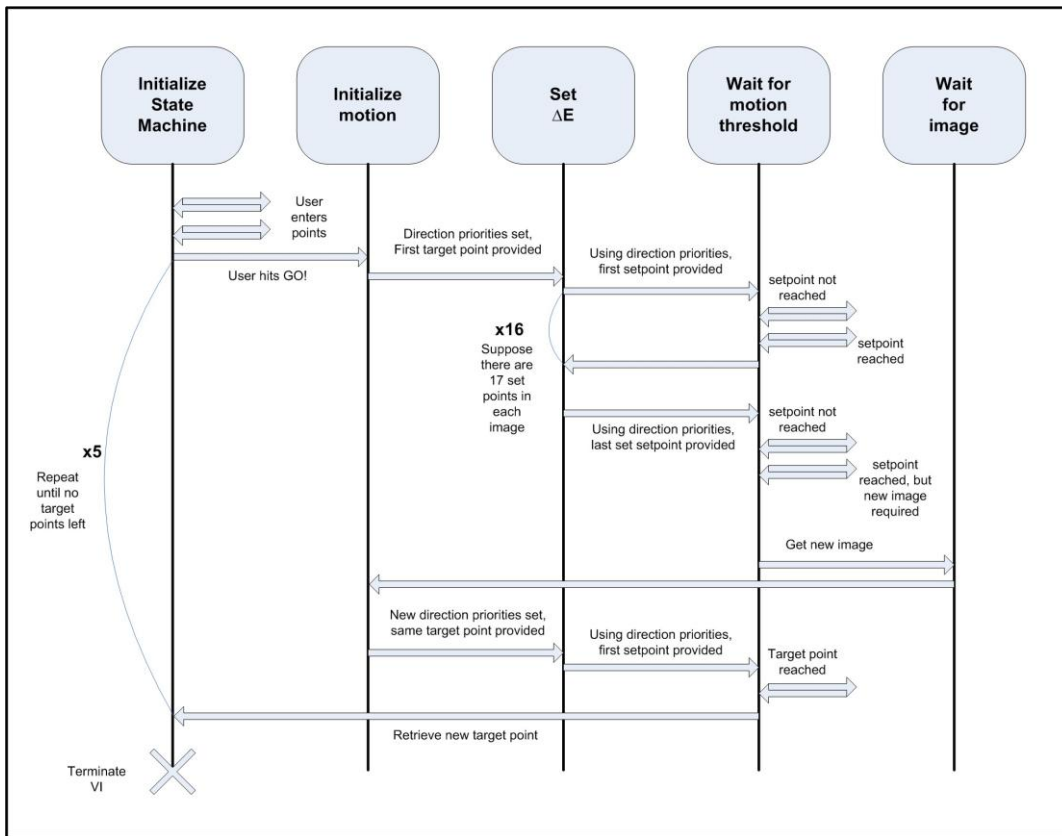 Initialize
State
Machine
Initialize
motion
Set
ΔE
Wait for
motion
threshold
Wait
for
image
User
enters
points
User hits GO!
Direction priorities set,
First target point provided
Using direction priorities,
first setpoint provided
setpoint not
reached
setpoint
reached
x16
Suppose
there are
17 set
points in
each
image
Using direction priorities,
last set setpoint provided
setpoint not
reached
setpoint
reached, but
new image
required
x5
Repeat
until no
target
points left
Get new image
New direction priorities set,
same target point provided
Using direction priorities,
first setpoint provided
Target point
reached
Retrieve new target point
Terminate
VI